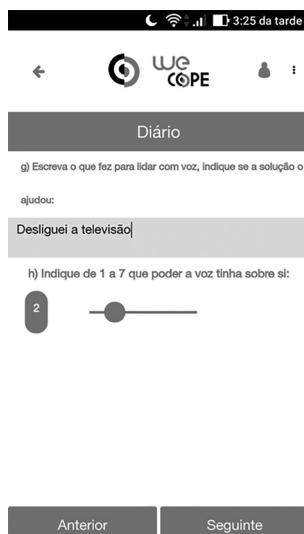 3:25 da tarde
we
COPE
Diário
g) Escreva o que fez para lidar com voz, indique se a solução o
ajudou:
Desliguei a televisão
h) Indique de 1 a 7 que poder a voz tinha sobre si:
2
Anterior
Seguinte